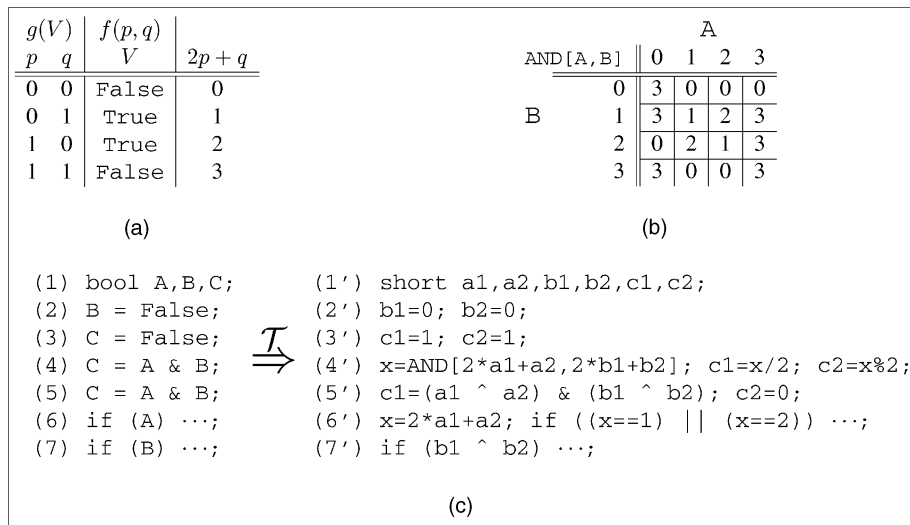 g(V) f(p, q)
p q V 2p + q
0 0 False 0
0 1 True 1
1 0 True 2
1 1 False 3
(a)
A
AND[A,B] 0 1 2 3
0 3 0 0 0
B 1 3 1 2 3
2 0 2 1 3
3 3 0 0 3
(b)
(1) bool A,B,C;
(2) B = False;
(3) C = False;
(4) C = A & B;
(5) C = A & B;
(6) if (A) ⋯;
(7) if (B) ⋯;
𝒯
⟹
(1') short a1,a2,b1,b2,c1,c2;
(2') b1=0; b2=0;
(3') c1=1; c2=1;
(4') x=AND[2*a1+a2,2*b1+b2]; c1=x/2; c2=x%2;
(5') c1=(a1 ^ a2) & (b1 ^ b2); c2=0;
(6') x=2*a1+a2; if ((x==1) || (x==2)) ⋯;
(7') if (b1 ^ b2) ⋯;
(c)